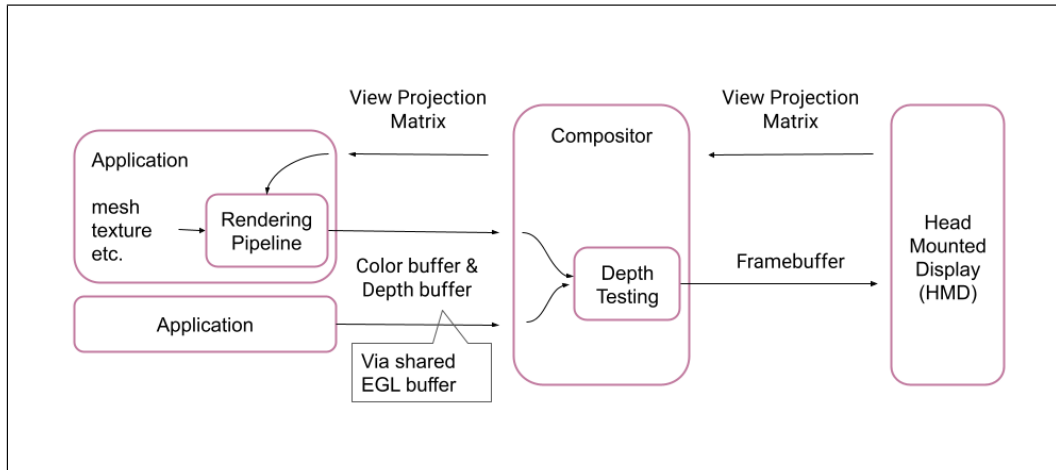 View Projection
Matrix
View Projection
Matrix
Compositor
Application
mesh
texture
etc.
Rendering
Pipeline
Head
Mounted
Display
(HMD)
Color buffer &
Depth buffer
Depth
Testing
Framebuffer
Application
Via shared
EGL buffer